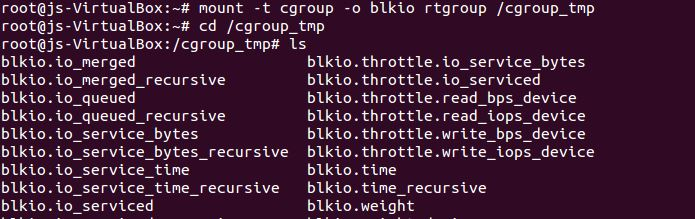 root@js-VirtualBox:~# mount -t cgroup -o blkio rtgroup /cgroup_tmp
root@js-VirtualBox:~# cd /cgroup_tmp
root@js-VirtualBox:/cgroup_tmp# ls
blkio.io_merged blkio.throttle.io_service_bytes
blkio.io_merged_recursive blkio.throttle.io_serviced
blkio.io_queued blkio.throttle.read_bps_device
blkio.io_queued_recursive blkio.throttle.read_iops_device
blkio.io_service_bytes blkio.throttle.write_bps_device
blkio.io_service_bytes_recursive blkio.throttle.write_iops_device
blkio.io_service_time blkio.time
blkio.io_service_time_recursive blkio.time_recursive
blkio.io_serviced blkio.weight